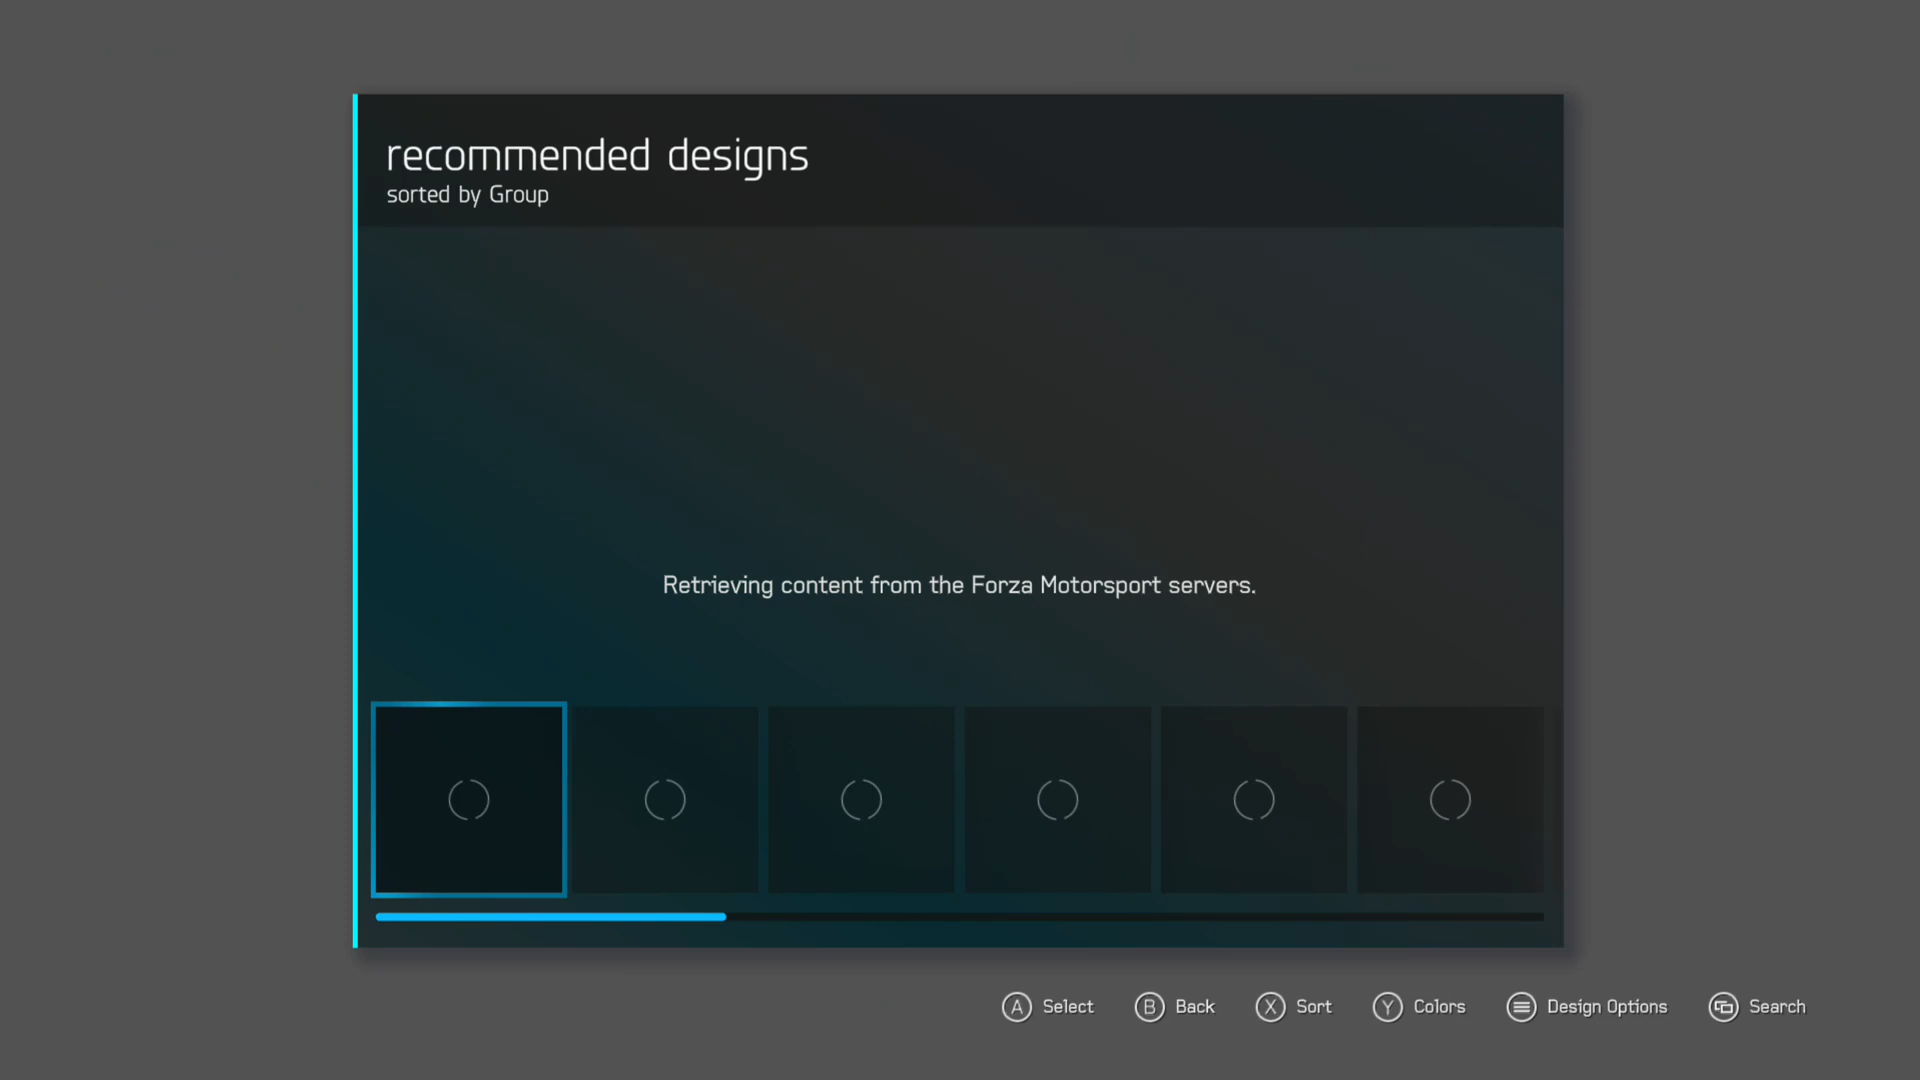 recommended designs
sorted by Group
Retrieving content from the Forza Motorsport servers.
A Select B Back X Sort Y Colors Design Options Search